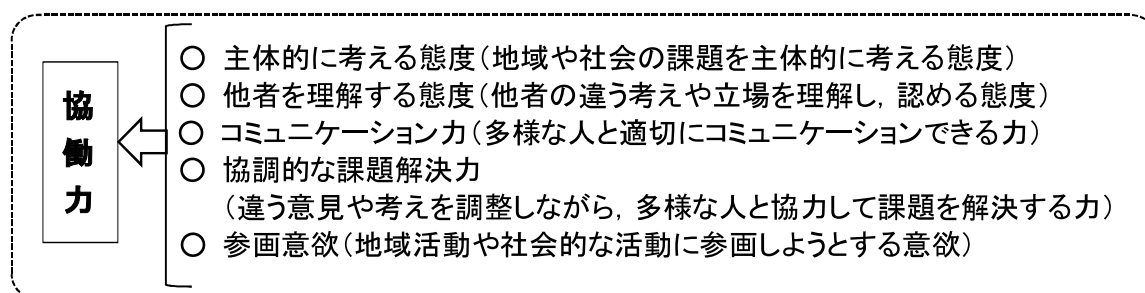 協働力
○ 主体的に考える態度(地域や社会の課題を主体的に考える態度)
○ 他者を理解する態度(他者の違う考えや立場を理解し,認める態度)
○ コミュニケーション力(多様な人と適切にコミュニケーションできる力)
○ 協調的な課題解決力
(違う意見や考えを調整しながら,多様な人と協力して課題を解決する力)
○ 参画意欲(地域活動や社会的な活動に参画しようとする意欲)